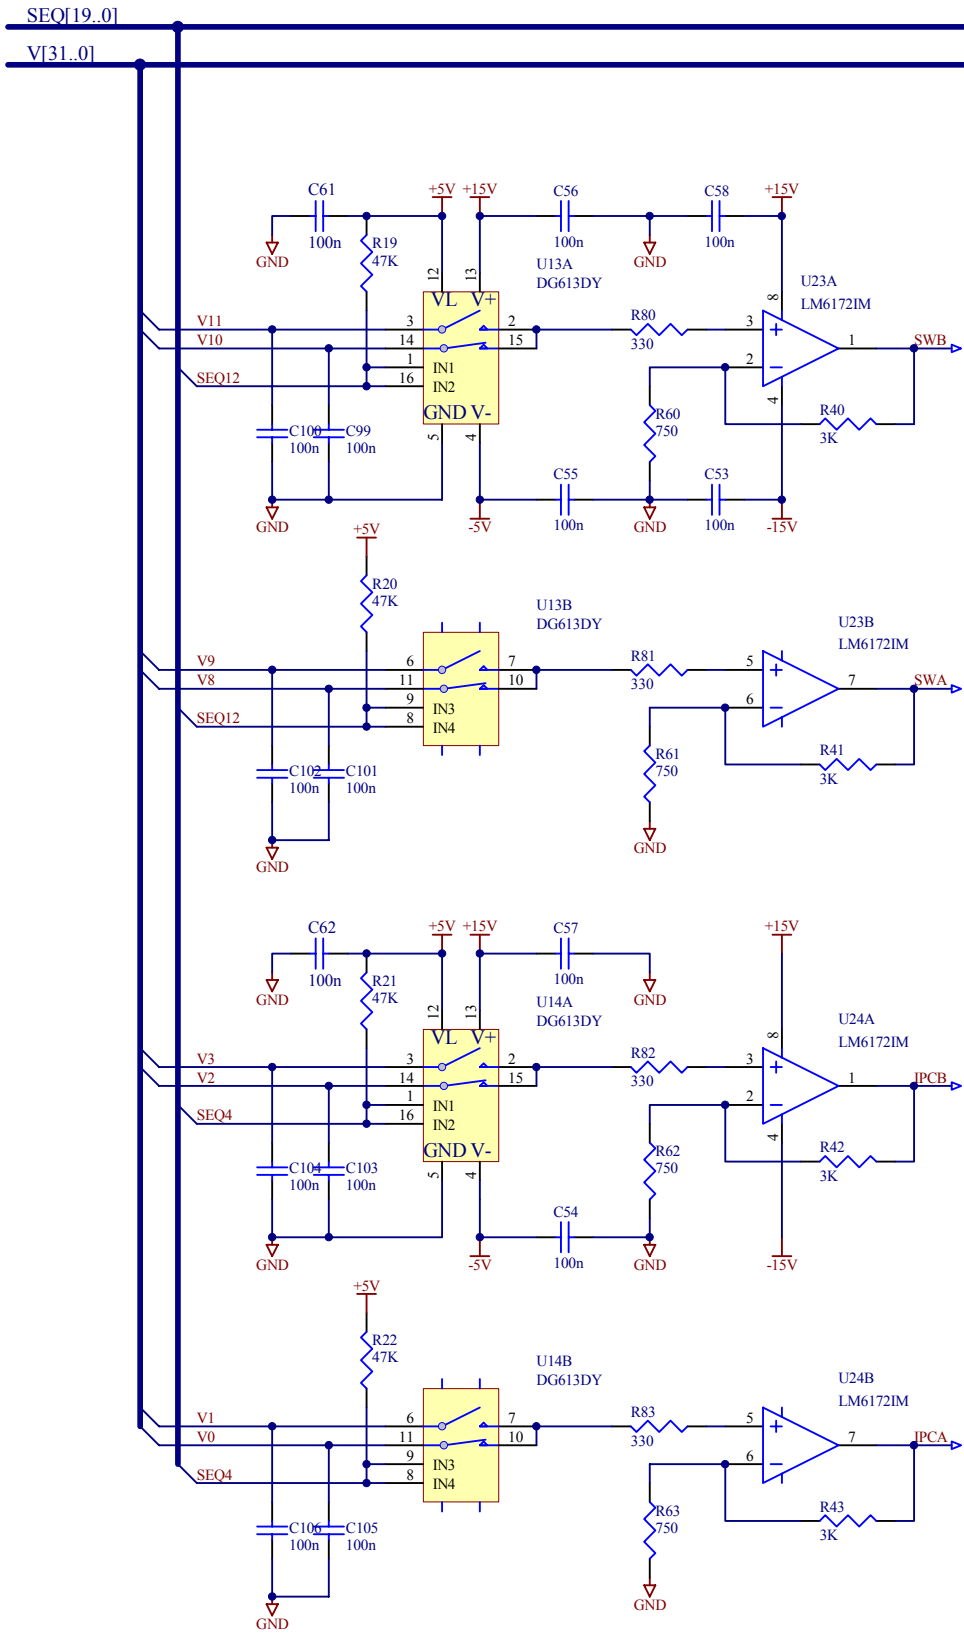 SEQ[19..0]
V[31..0]
C61
100n
GND
R19
47K
+5V
+15V
C56
100n
GND
C58
100n
+15V
U13A
DG613DY
U23A
LM6172IM
12
13
VL V+
V11
3
2
R80
330
3
8
1
SWB
V10
14
15
1
IN1
2
SEQ12
16
IN2
GND V-
5
4
4
R60
750
R40
3K
C100
100n
C99
100n
GND
-5V
C55
100n
GND
C53
100n
-15V
+5V
R20
47K
U13B
DG613DY
U23B
LM6172IM
V9
6
7
R81
330
5
7
SWA
V8
11
10
9
IN3
6
SEQ12
8
IN4
R61
750
R41
3K
C102
100n
C101
100n
GND
GND
C62
100n
GND
R21
47K
+5V
+15V
C57
100n
GND
+15V
U14A
DG613DY
U24A
LM6172IM
12
13
VL V+
V3
3
2
R82
330
3
8
1
IPCB
V2
14
15
1
IN1
2
SEQ4
16
IN2
GND V-
5
4
4
R62
750
R42
3K
C104
100n
C103
100n
GND
-5V
C54
100n
GND
-15V
+5V
R22
47K
U14B
DG613DY
U24B
LM6172IM
V1
6
7
R83
330
5
7
IPCA
V0
11
10
9
IN3
6
SEQ4
8
IN4
R63
750
R43
3K
C106
100n
C105
100n
GND
GND